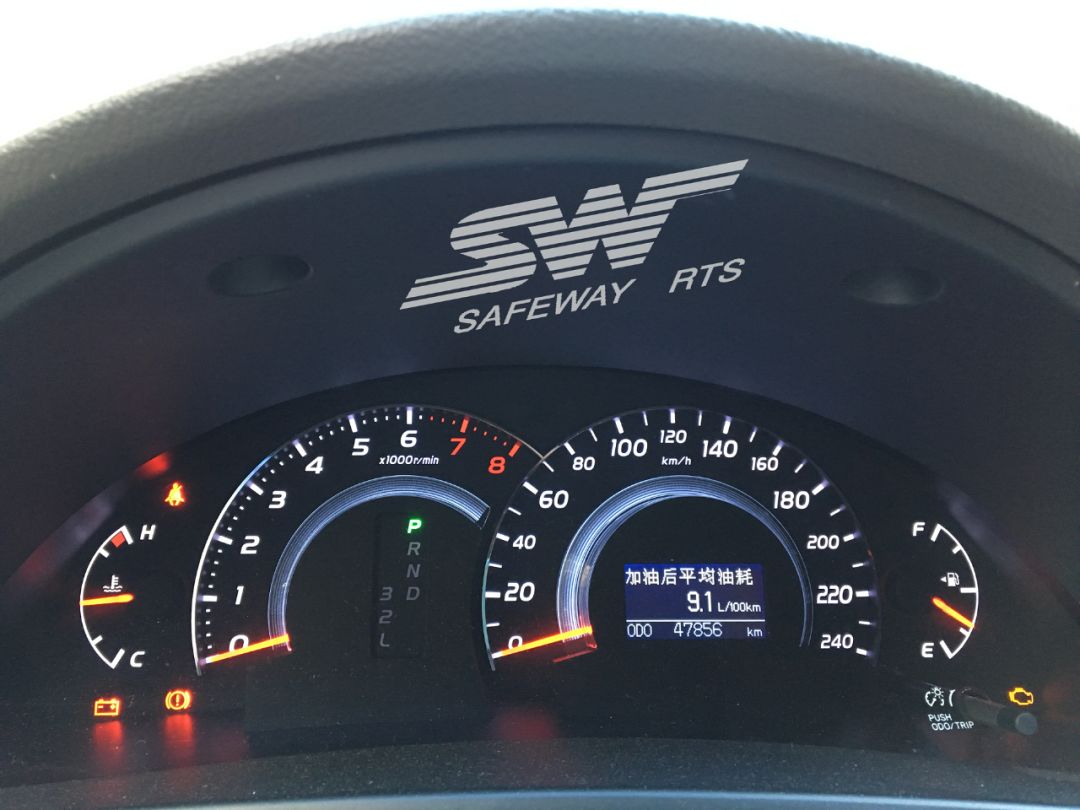 SW
SAFEWAY RTS
0 1 2 3 4 5 6 7 8
x1000r/min
P
R
N
D
3
2
L
0 20 40 60 80 100 120 140 160 180 200 220 240
km/h
加油后平均油耗
9.1 L/100km
ODO 47856 km
H
C
F
E
PUSH
ODO/TRIP